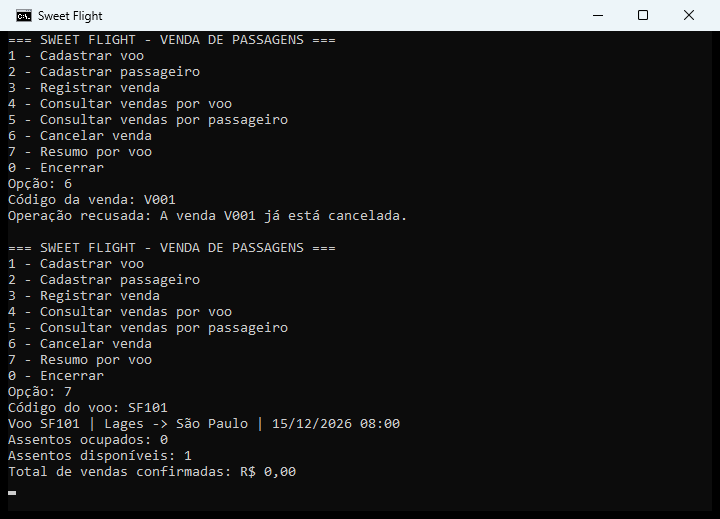 Sweet Flight
=== SWEET FLIGHT - VENDA DE PASSAGENS ===
1 - Cadastrar voo
2 - Cadastrar passageiro
3 - Registrar venda
4 - Consultar vendas por voo
5 - Consultar vendas por passageiro
6 - Cancelar venda
7 - Resumo por voo
0 - Encerrar
Opção: 6
Código da venda: V001
Operação recusada: A venda V001 já está cancelada.

=== SWEET FLIGHT - VENDA DE PASSAGENS ===
1 - Cadastrar voo
2 - Cadastrar passageiro
3 - Registrar venda
4 - Consultar vendas por voo
5 - Consultar vendas por passageiro
6 - Cancelar venda
7 - Resumo por voo
0 - Encerrar
Opção: 7
Código do voo: SF101
Voo SF101 | Lages -> São Paulo | 15/12/2026 08:00
Assentos ocupados: 0
Assentos disponíveis: 1
Total de vendas confirmadas: R$ 0,00